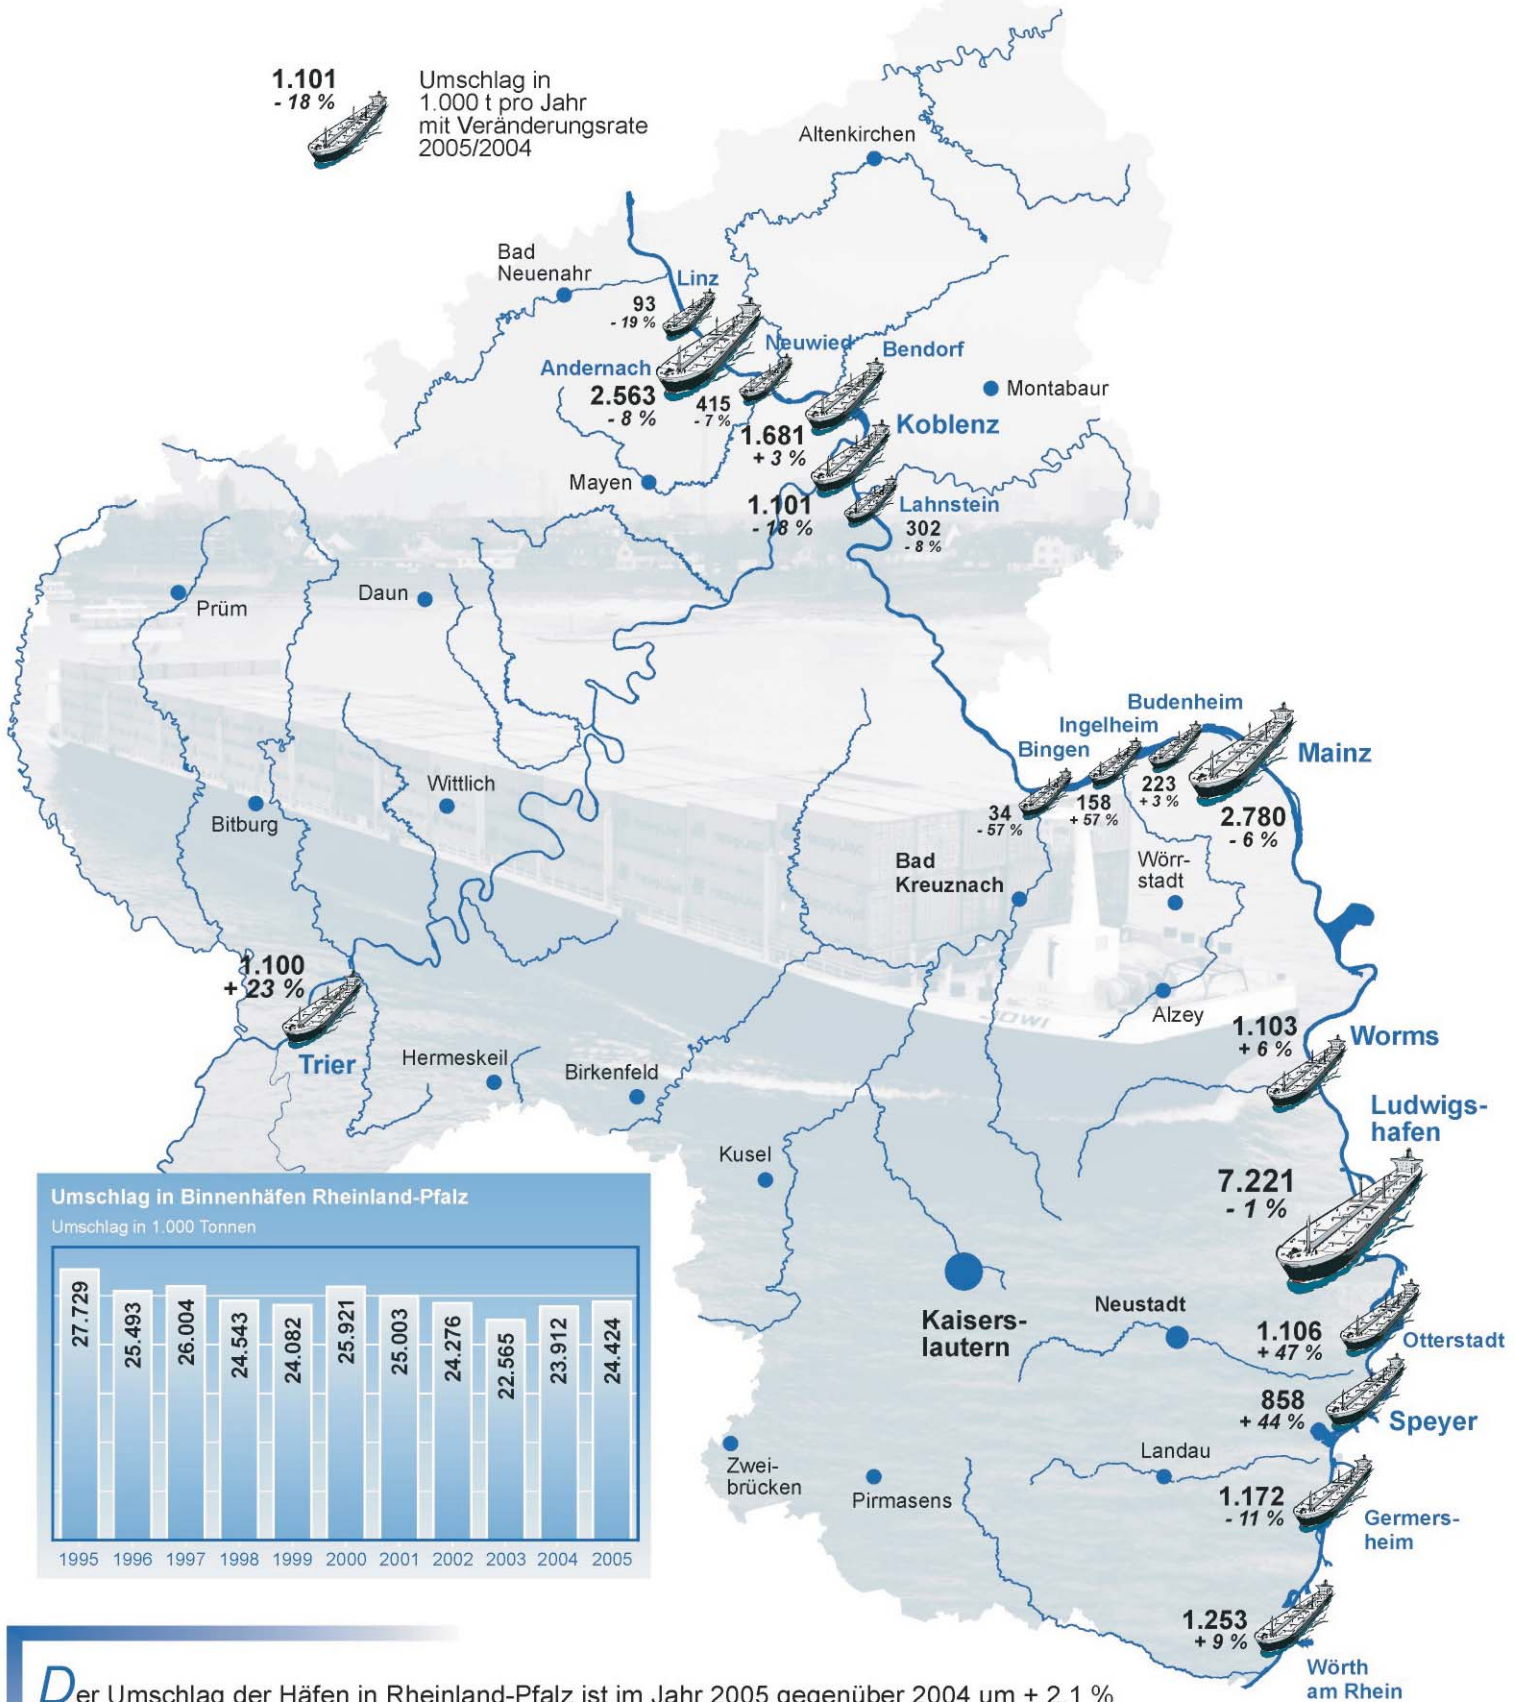 1.101
- 18 %
Umschlag in
1.000 t pro Jahr
mit Veränderungsrate
2005/2004
Altenkirchen
Bad
Neuenahr
Linz
93
- 19 %
Neuwied
Bendorf
Andernach
2.563
- 8 %
415
- 7 %
Montabaur
1.681
+ 3 %
Koblenz
Mayen
1.101
- 18 %
Lahnstein
302
- 8 %
Prüm
Daun
Budenheim
Ingelheim
Bingen
Mainz
34
- 57 %
158
+ 57 %
223
+ 3 %
2.780
- 6 %
Wittlich
Bitburg
Bad
Kreuznach
Wörr-
stadt
1.100
+ 23 %
Trier
JOWI
Alzey
1.103
+ 6 %
Worms
Hermeskeil
Birkenfeld
Ludwigs-
hafen
Kusel
7.221
- 1 %
Kaisers-
lautern
Neustadt
1.106
+ 47 %
Otterstadt
858
+ 44 %
Speyer
Zwei-
brücken
Pirmasens
Landau
1.172
- 11 %
Germers-
heim
1.253
+ 9 %
Wörth
am Rhein
Umschlag in Binnenhäfen Rheinland-Pfalz
Umschlag in 1.000 Tonnen
27.729
25.493
26.004
24.543
24.082
25.921
25.003
24.276
22.565
23.912
24.424
1995 1996 1997 1998 1999 2000 2001 2002 2003 2004 2005
Der Umschlag der Häfen in Rheinland-Pfalz ist im Jahr 2005 gegenüber 2004 um + 2,1 %